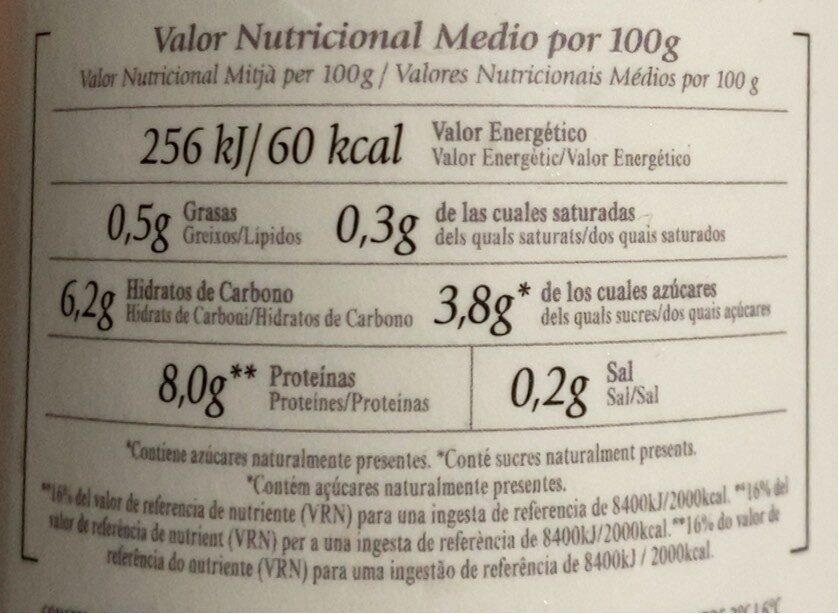 Valor Nutricional Medio por 100g
Valor Nutricional Mitjà per 100g / Valores Nutricionais Médios por 100 g
256 kJ/60 kcal Valor Energético
Valor Energètic/Valor Energético
0,5g Grasas
Greixos/Lípidos
0,3g de las cuales saturadas
dels quals saturats/dos quais saturados
6,2g Hidratos de Carbono
Hidrats de Carboni/Hidratos de Carbono
3,8g* de los cuales azúcares
dels quals sucres/dos quais açúcares
8,0g** Proteínas
Proteïnes/Proteínas
0,2g Sal
Sal/Sal
*Contiene azúcares naturalmente presentes. *Conté sucres naturalment presents.
*Contém açúcares naturalmente presentes.
**16% del valor de referencia de nutriente (VRN) para una ingesta de referencia de 8400kJ/2000kcal. **16% del
valor de referència de nutrient (VRN) per a una ingesta de referència de 8400kJ/2000kcal.**16% do valor de
referência do nutriente (VRN) para uma ingestão de referência de 8400kJ / 2000kcal.